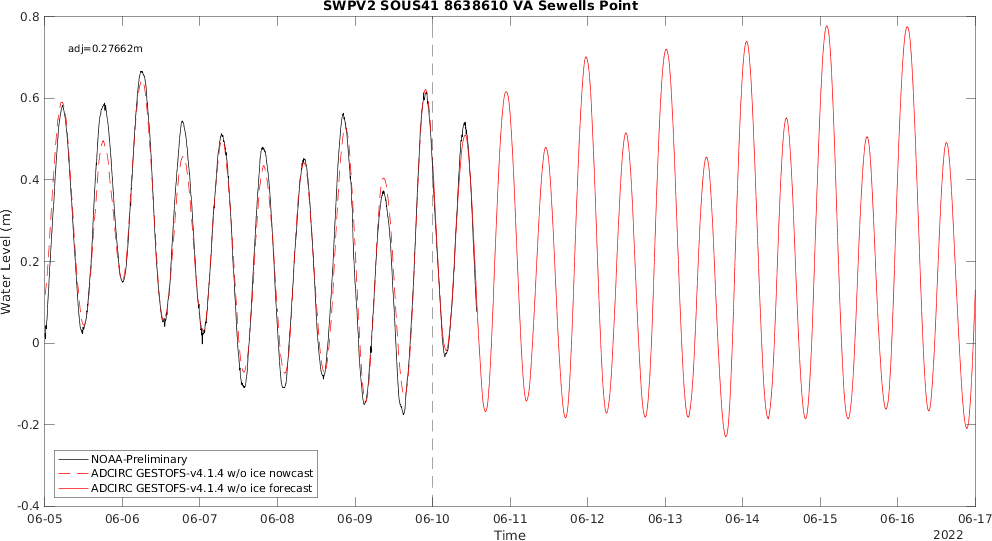 SWPV2 SOUS41 8638610 VA Sewells Point
adj=0.27662m
0.8
0.6
0.4
0.2
0
-0.2
-0.4
Water Level (m)
NOAA-Preliminary
ADCIRC GESTOFS-v4.1.4 w/o ice nowcast
ADCIRC GESTOFS-v4.1.4 w/o ice forecast
06-05 06-06 06-07 06-08 06-09 06-10 06-11 06-12 06-13 06-14 06-15 06-16 06-17
Time
2022